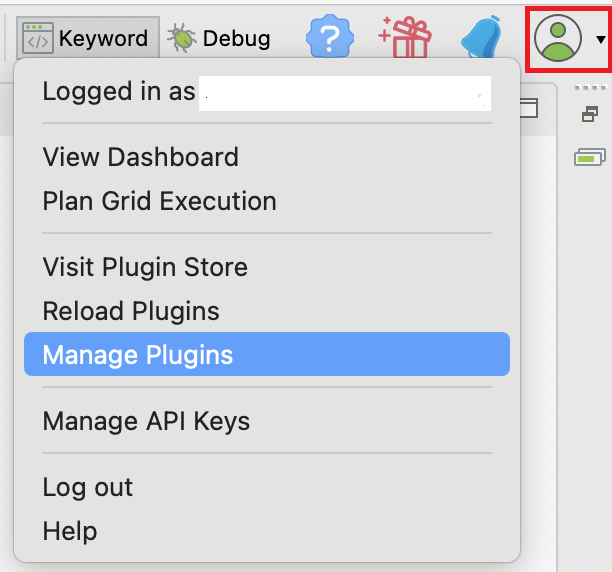 Keyword Debug
Logged in as
View Dashboard
Plan Grid Execution
Visit Plugin Store
Reload Plugins
Manage Plugins
Manage API Keys
Log out
Help